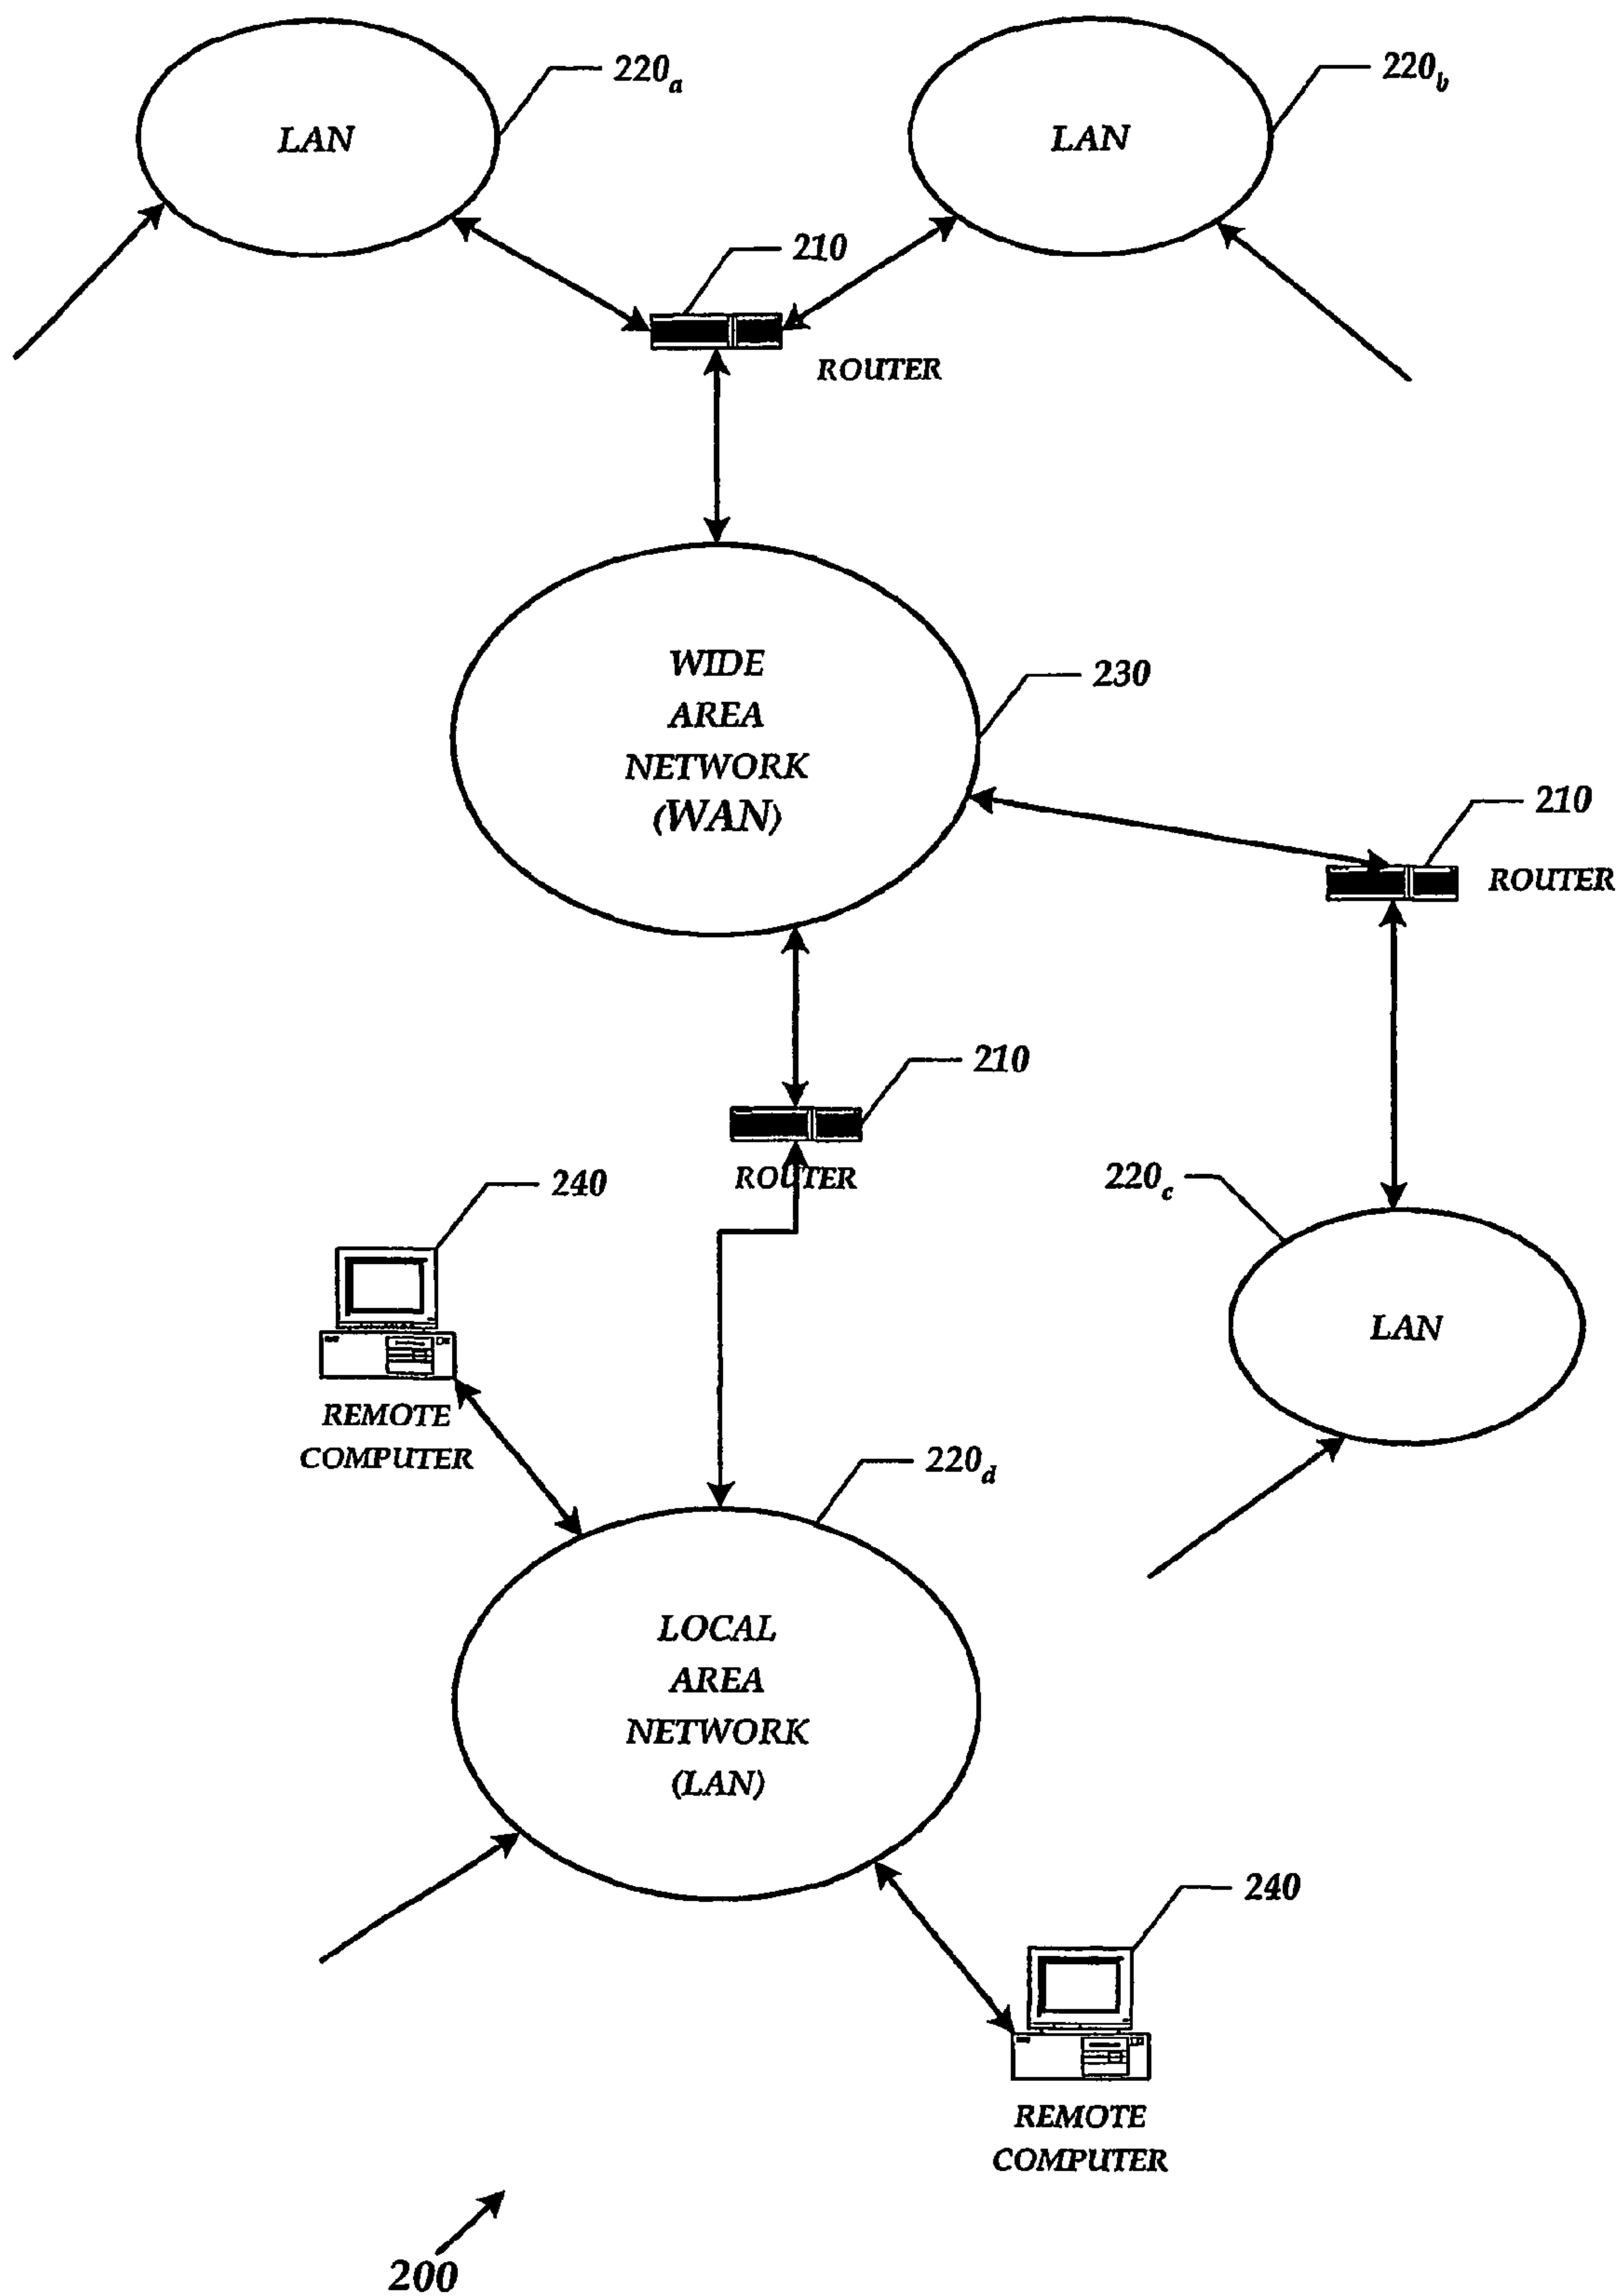 220a
220b
LAN
LAN
210
ROUTER
WIDE
AREA
NETWORK
(WAN)
230
210
ROUTER
210
ROUTER
240
REMOTE
COMPUTER
220c
LAN
220d
LOCAL
AREA
NETWORK
(LAN)
240
REMOTE
COMPUTER
200